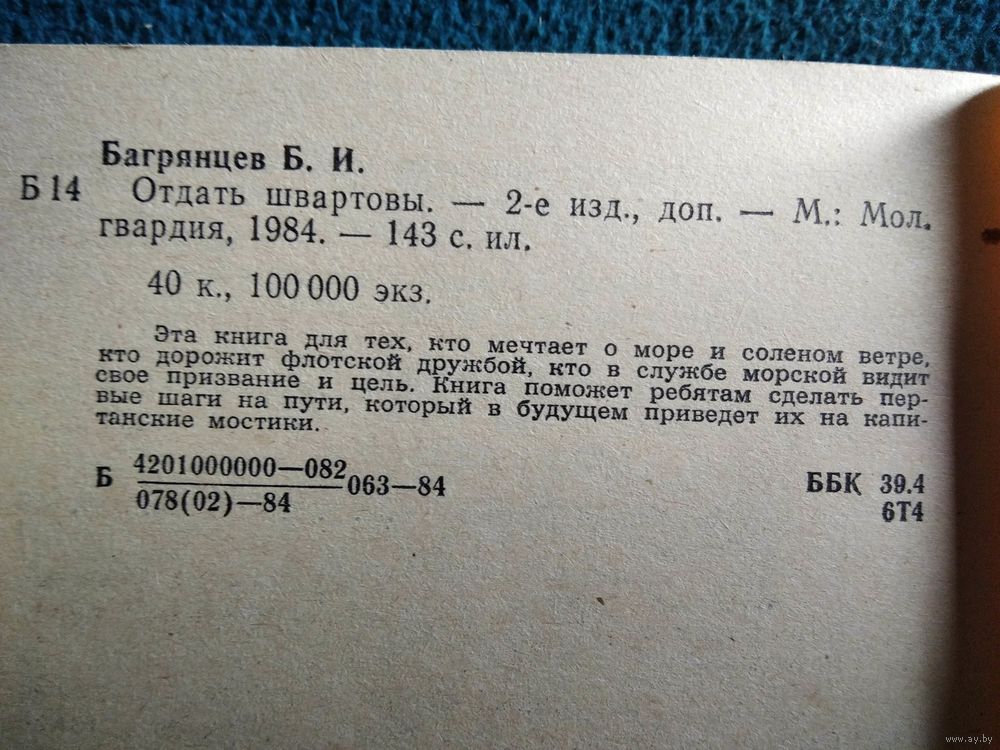 Багрянцев Б. И.
Б 14 Отдать швартовы. — 2-е изд., доп. — М.: Мол.
гвардия, 1984. — 143 с. ил.
40 к., 100 000 экз.
Эта книга для тех, кто мечтает о море и соленом ветре,
кто дорожит флотской дружбой, кто в службе морской видит
свое призвание и цель. Книга поможет ребятам сделать пер-
вые шаги на пути, который в будущем приведет их на капи-
танские мостики.
Б 4201000000—082
078(02)—84 063—84
ББК 39.4
6Т4
www.ay.by